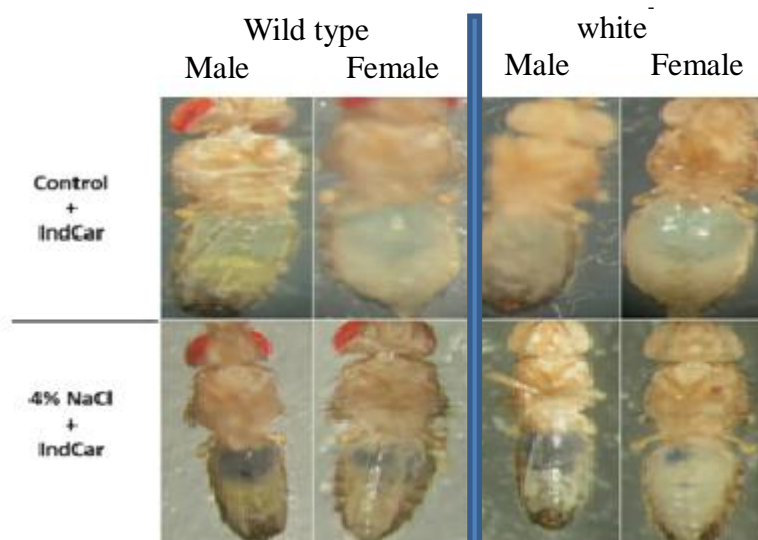 Wild type
white
Male
Female
Male
Female
Control
+
IndCar
4% NaCl
+
IndCar